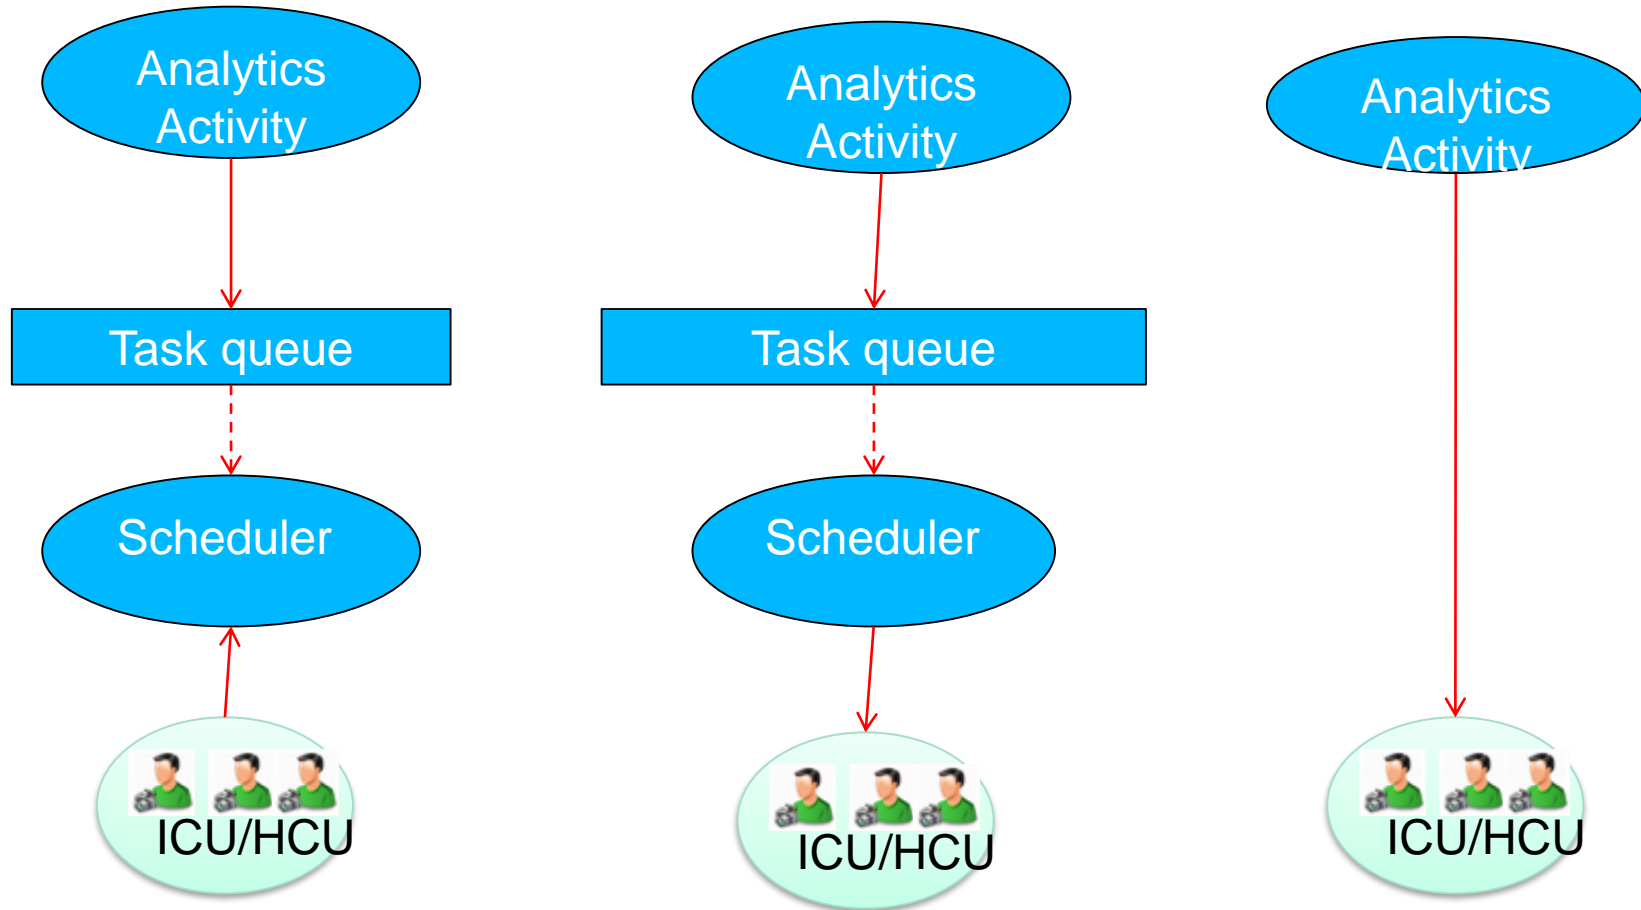 Analytics
Activity
Task queue
Scheduler
ICU/HCU
Analytics
Activity
Task queue
Scheduler
ICU/HCU
Analytics
Activity
ICU/HCU